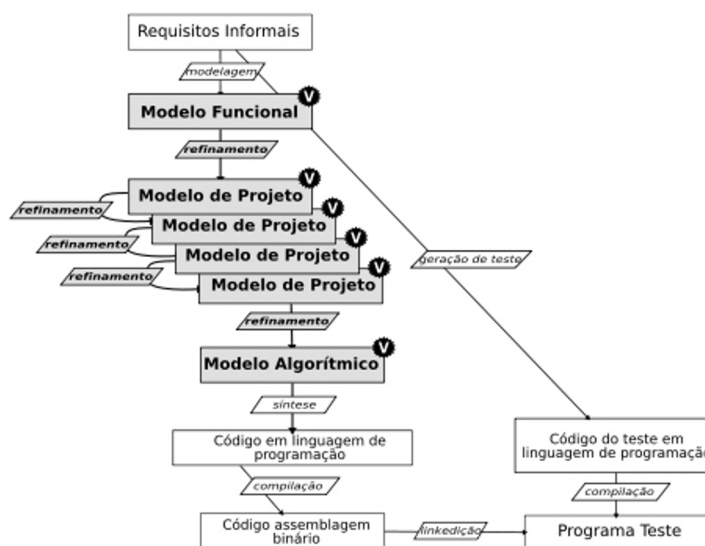 Requisitos Informais
modelagem
V
Modelo Funcional
refinamento
V
Modelo de Projeto
refinamento
V
Modelo de Projeto
refinamento
V
Modelo de Projeto
refinamento
V
Modelo de Projeto
geração de teste
refinamento
V
Modelo Algorítmico
síntese
Código em linguagem de
programação
Código do teste em
linguagem de programação
compilação
compilação
Código assemblagem
binário
linkedição
Programa Teste